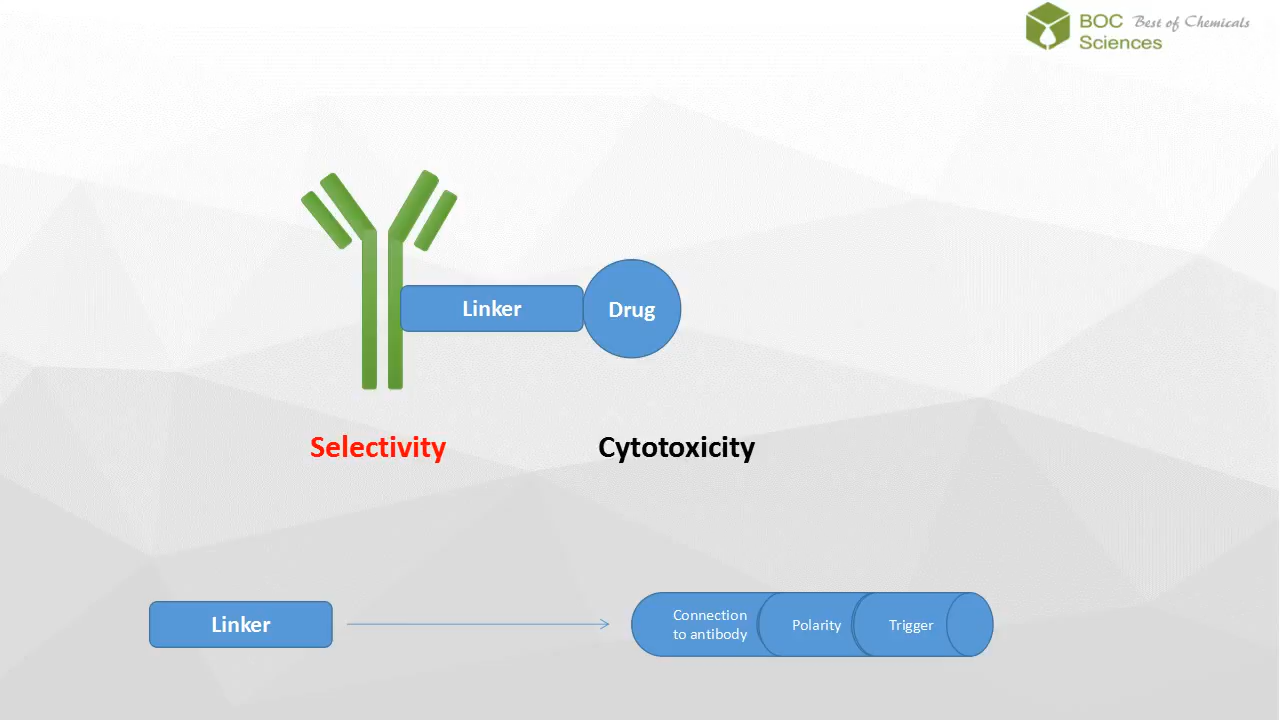 BOC Best of Chemicals
Sciences
Linker
Drug
Selectivity
Cytotoxicity
Linker
Connection
to antibody
Polarity
Trigger